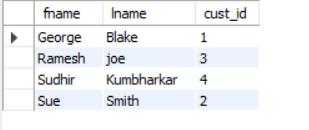 fname lname cust_id
George Blake 1
Ramesh joe 3
Sudhir Kumbharkar 4
Sue Smith 2